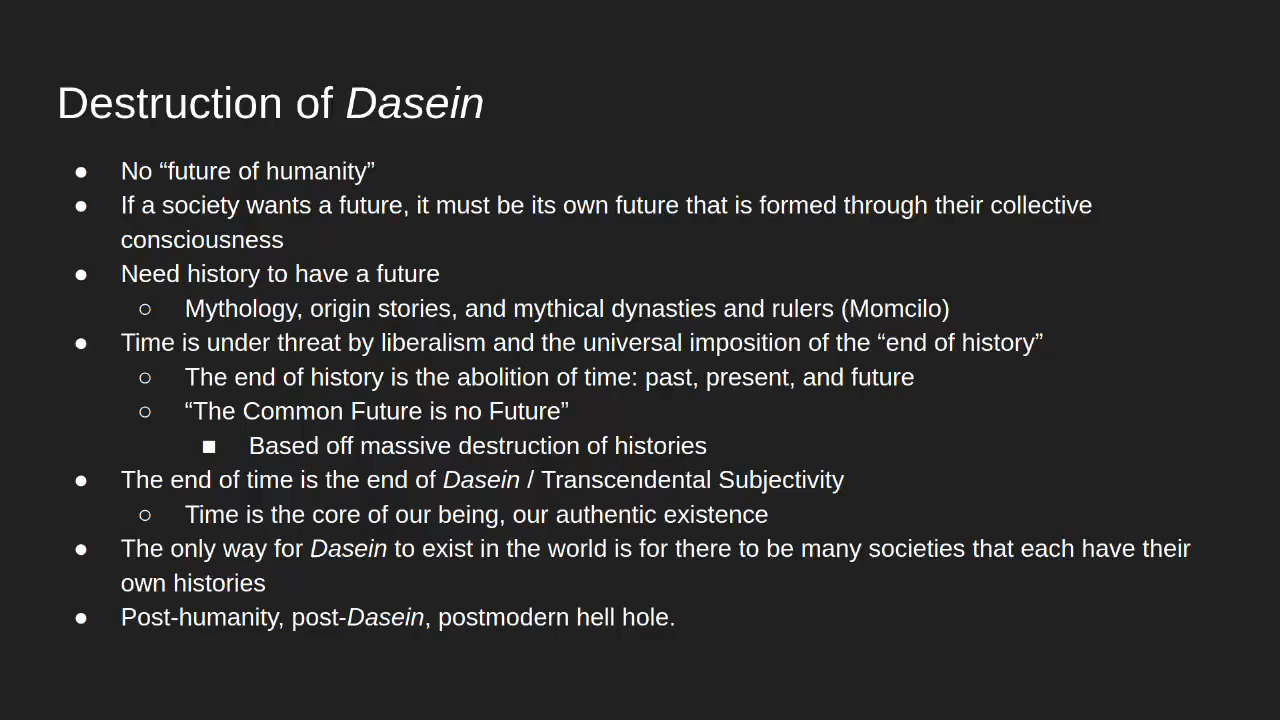 Destruction of Dasein
● No “future of humanity”
● If a society wants a future, it must be its own future that is formed through their collective
consciousness
● Need history to have a future
○ Mythology, origin stories, and mythical dynasties and rulers (Momcilo)
● Time is under threat by liberalism and the universal imposition of the “end of history”
○ The end of history is the abolition of time: past, present, and future
○ “The Common Future is no Future”
■ Based off massive destruction of histories
● The end of time is the end of Dasein / Transcendental Subjectivity
○ Time is the core of our being, our authentic existence
● The only way for Dasein to exist in the world is for there to be many societies that each have their
own histories
● Post-humanity, post-Dasein, postmodern hell hole.